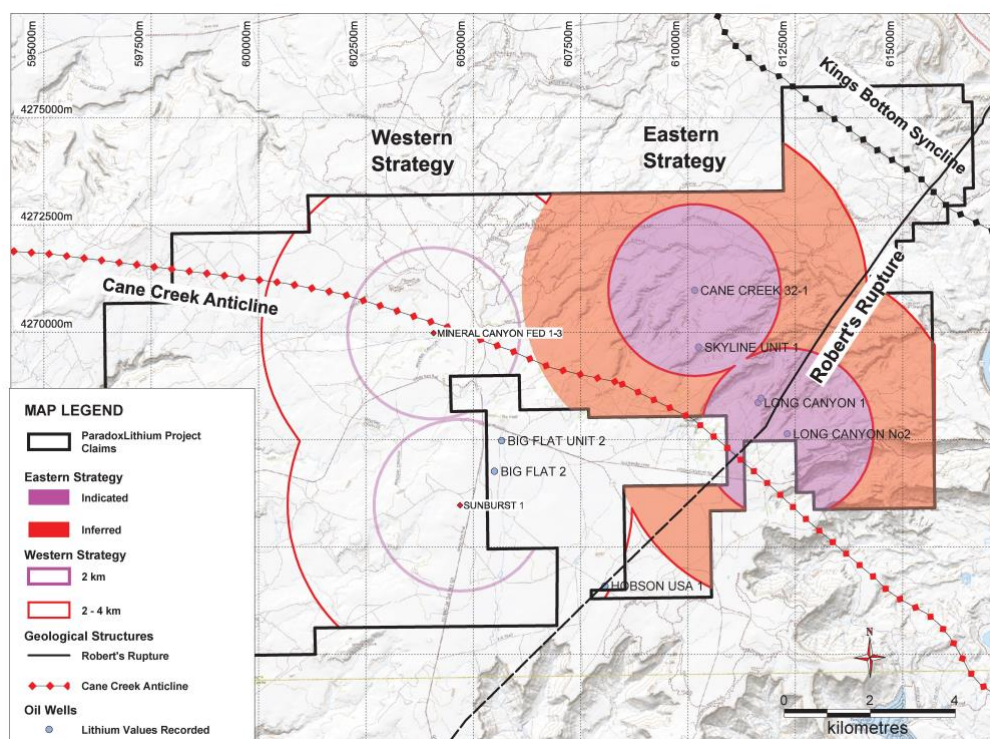 595000m
597500m
600000m
602500m
605000m
607500m
610000m
612500m
615000m
4275000m
4272500m
4270000m
Western
Strategy
Eastern
Strategy
Kings Bottom Syncline
Cane Creek Anticline
Robert's Rupture
CANE CREEK 32-1
MINERAL CANYON FED 1-3
SKYLINE UNIT 1
LONG CANYON 1
LONG CANYON No2
BIG FLAT UNIT 2
BIG FLAT 2
SUNBURST 1
HOBSON USA 1
MAP LEGEND
ParadoxLithium Project
Claims
Eastern Strategy
Indicated
Inferred
Western Strategy
2 km
2 - 4 km
Geological Structures
Robert's Rupture
Cane Creek Anticline
Oil Wells
Lithium Values Recorded
N
0 2 4
kilometres